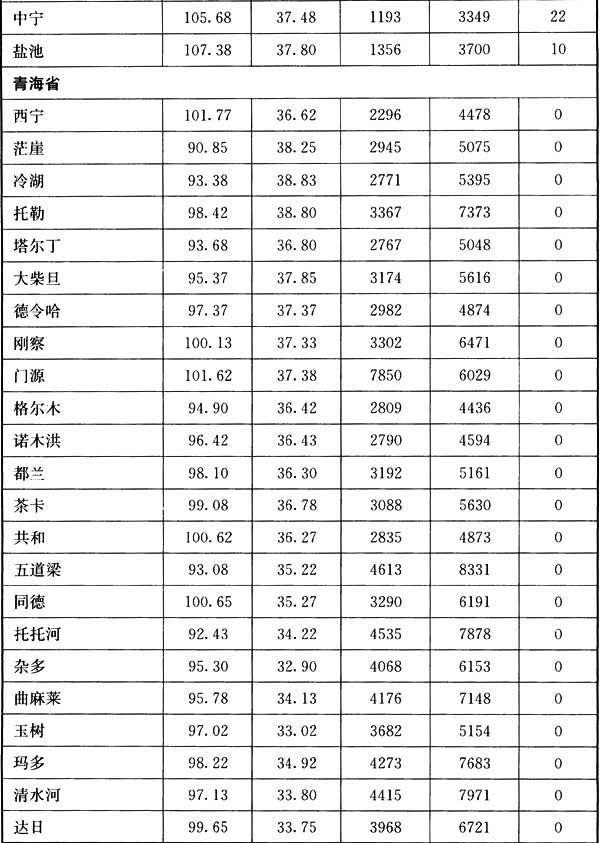 中宁 105.68 37.48 1193 3349 22
盐池 107.38 37.80 1356 3700 10
青海省
西宁 101.77 36.62 2296 4478 0
茫崖 90.85 38.25 2945 5075 0
冷湖 93.38 38.83 2771 5395 0
托勒 98.42 38.80 3367 7373 0
塔尔丁 93.68 36.80 2767 5048 0
大柴旦 95.37 37.85 3174 5616 0
德令哈 97.37 37.37 2982 4874 0
刚察 100.13 37.33 3302 6471 0
门源 101.62 37.38 7850 6029 0
格尔木 94.90 36.42 2809 4436 0
诺木洪 96.42 36.43 2790 4594 0
都兰 98.10 36.30 3192 5161 0
茶卡 99.08 36.78 3088 5630 0
共和 100.62 36.27 2835 4873 0
五道梁 93.08 35.22 4613 8331 0
同德 100.65 35.27 3290 6191 0
托托河 92.43 34.22 4535 7878 0
杂多 95.30 32.90 4068 6153 0
曲麻莱 95.78 34.13 4176 7148 0
玉树 97.02 33.02 3682 5154 0
玛多 98.22 34.92 4273 7683 0
清水河 97.13 33.80 4415 7971 0
达日 99.65 33.75 3968 6721 0